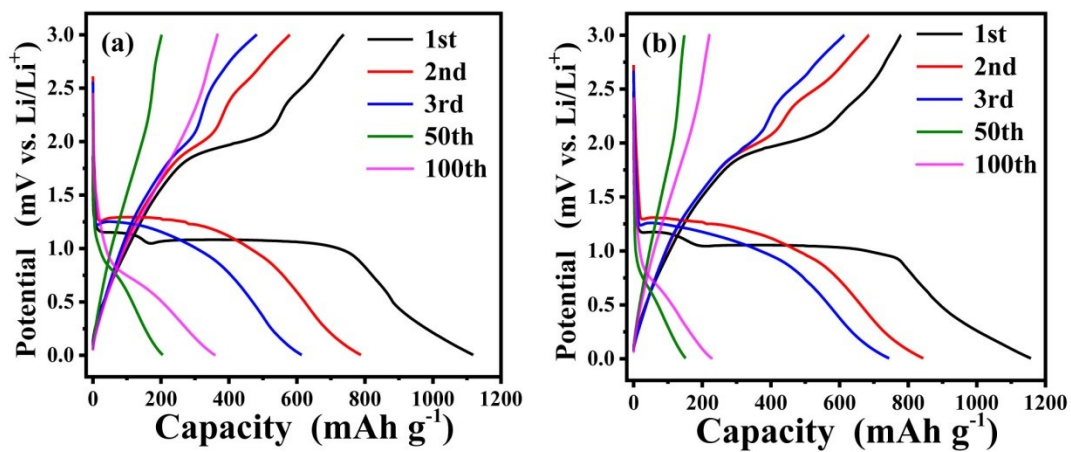 (a)
1st
2nd
3rd
50th
100th
3.0
2.5
2.0
1.5
1.0
0.5
0.0
Potential (mV vs. Li/Li⁺)
0 200 400 600 800 1000 1200
Capacity (mAh g⁻¹)
(b)
1st
2nd
3rd
50th
100th
3.0
2.5
2.0
1.5
1.0
0.5
0.0
Potential (mV vs. Li/Li⁺)
0 200 400 600 800 1000 1200
Capacity (mAh g⁻¹)